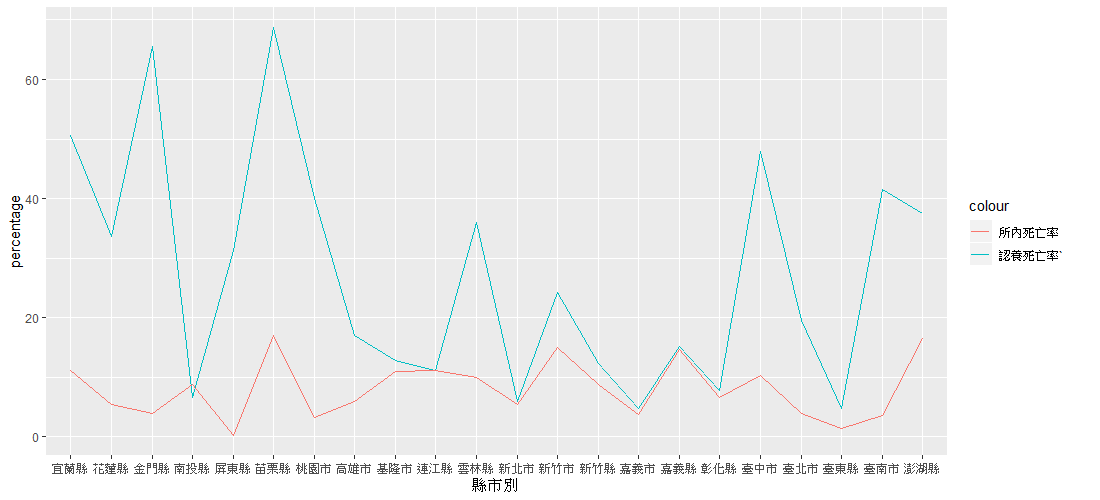 percentage
60
40
20
0
宜蘭縣 花蓮縣 金門縣 南投縣 屏東縣 苗栗縣 桃園市 高雄市 基隆市 連江縣 雲林縣 新北市 新竹市 新竹縣 嘉義市 嘉義縣 彰化縣 臺中市 臺北市 臺東縣 臺南市 澎湖縣
縣市別
colour
所內死亡率
認養死亡率`